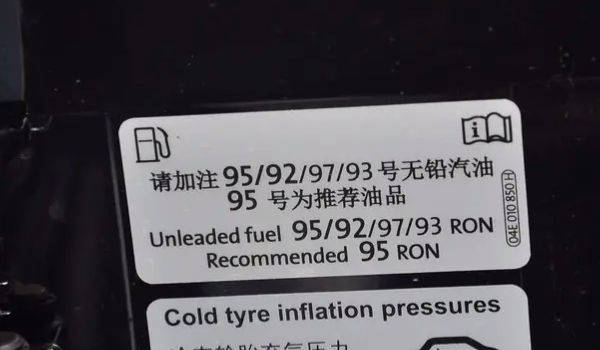 请加注 95/92/97/93 号无铅汽油
95 号为推荐油品
Unleaded fuel 95/92/97/93 RON
Recommended 95 RON
04E 010 850 H
Cold tyre inflation pressures